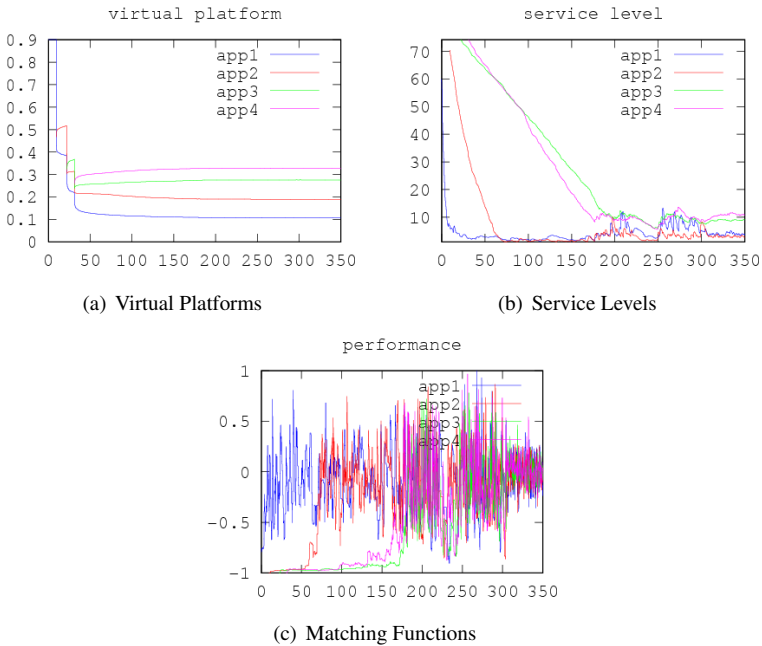 virtual platform
0.9
0.8
0.7
0.6
0.5
0.4
0.3
0.2
0.1
0
app1
app2
app3
app4
0 50 100 150 200 250 300 350
(a) Virtual Platforms
service level
70
60
50
40
30
20
10
app1
app2
app3
app4
0 50 100 150 200 250 300 350
(b) Service Levels
performance
1
0.5
0
-0.5
-1
app1
app2
app3
app4
0 50 100 150 200 250 300 350
(c) Matching Functions